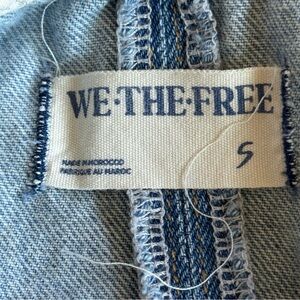 WE·THE·FREE
S
MADE IN MOROCCO
FABRIQUE AU MAROC